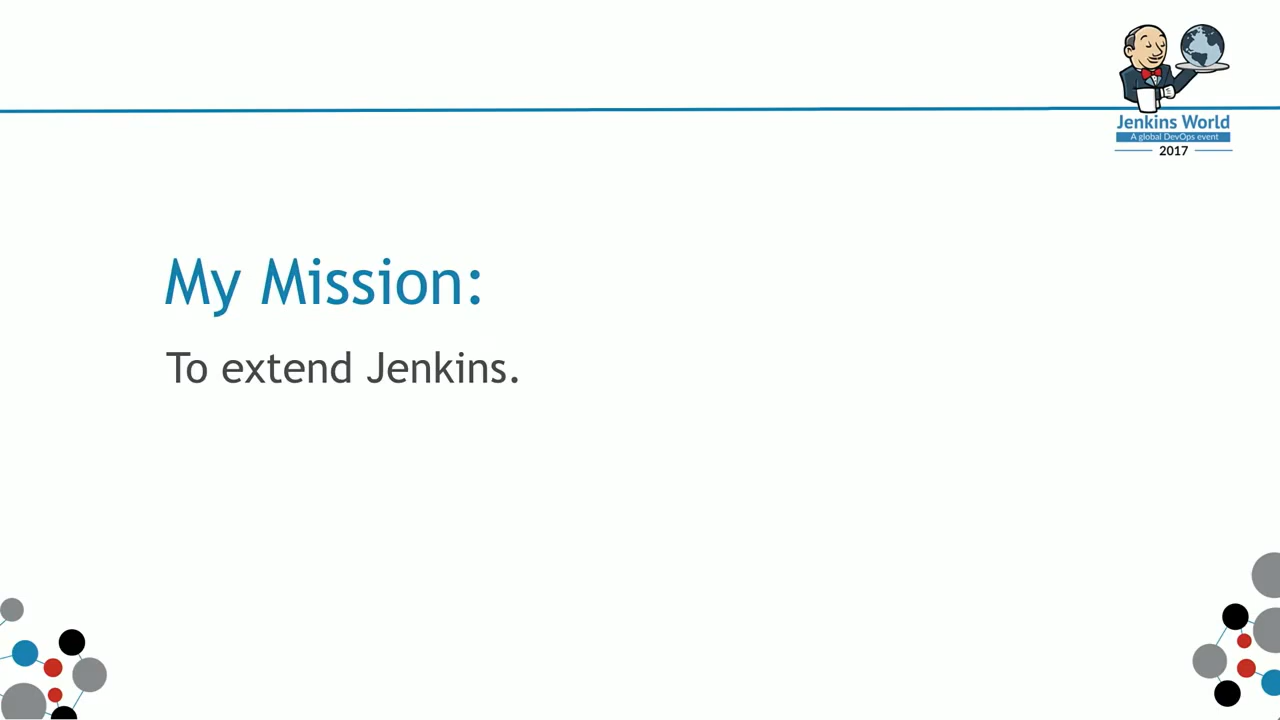 Jenkins World
A global DevOps event
2017
My Mission:
To extend Jenkins.